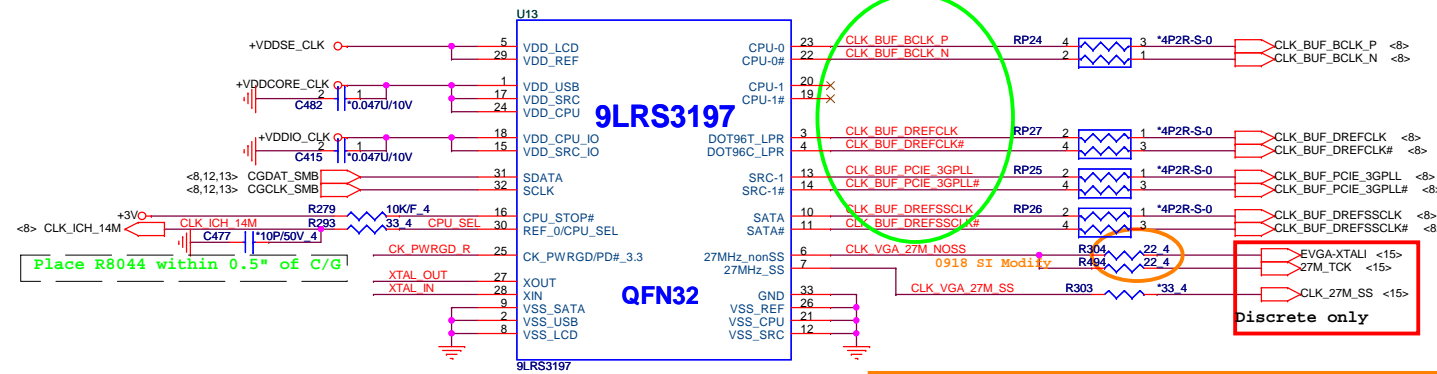 U13
+VDDSE_CLK 5 VDD_LCD
29 VDD_REF
+VDDCORE_CLK 1 VDD_USB
2 1 17 VDD_SRC
C482 *0.047U/10V 24 VDD_CPU
+VDDIO_CLK 18 VDD_CPU_IO
2 1 15 VDD_SRC_IO
C415 *0.047U/10V
<8,12,13> CGDAT_SMB 31 SDATA
<8,12,13> CGCLK_SMB 32 SCLK
+3V R279 10K/F_4 16 CPU_STOP#
<8> CLK_ICH_14M CLK_ICH_14M R293 33_4 CPU_SEL 30 REF_0/CPU_SEL
C477 *10P/50V_4
Place R8044 within 0.5" of C/G
CK_PWRGD_R 25 CK_PWRGD/PD#_3.3
XTAL_OUT 27 XOUT
XTAL_IN 28 XIN
9 VSS_SATA
2 VSS_USB
8 VSS_LCD
9LRS3197
QFN32
9LRS3197
CPU-0 23 CLK_BUF_BCLK_P RP24 4 3 *4P2R-S-0 CLK_BUF_BCLK_P <8>
CPU-0# 22 CLK_BUF_BCLK_N 2 1 CLK_BUF_BCLK_N <8>
CPU-1 20
CPU-1# 19
DOT96T_LPR 3 CLK_BUF_DREFCLK RP27 2 1 *4P2R-S-0 CLK_BUF_DREFCLK <8>
DOT96C_LPR 4 CLK_BUF_DREFCLK# 4 3 CLK_BUF_DREFCLK# <8>
SRC-1 13 CLK_BUF_PCIE_3GPLL RP25 2 1 *4P2R-S-0 CLK_BUF_PCIE_3GPLL <8>
SRC-1# 14 CLK_BUF_PCIE_3GPLL# 4 3 CLK_BUF_PCIE_3GPLL# <8>
SATA 10 CLK_BUF_DREFSSCLK RP26 2 1 *4P2R-S-0 CLK_BUF_DREFSSCLK <8>
SATA# 11 CLK_BUF_DREFSSCLK# 4 3 CLK_BUF_DREFSSCLK# <8
27MHz_nonSS 6 CLK_VGA_27M_NOSS R304 22_4 EVGA-XTALI <15>
27MHz_SS 7 0918 SI Modify R494 22_4 27M_TCK <15>
CLK_VGA_27M_SS R303 *33_4 CLK_27M_SS <15>
GND 33
VSS_REF 26
VSS_CPU 21
VSS_SRC 12
Discrete only